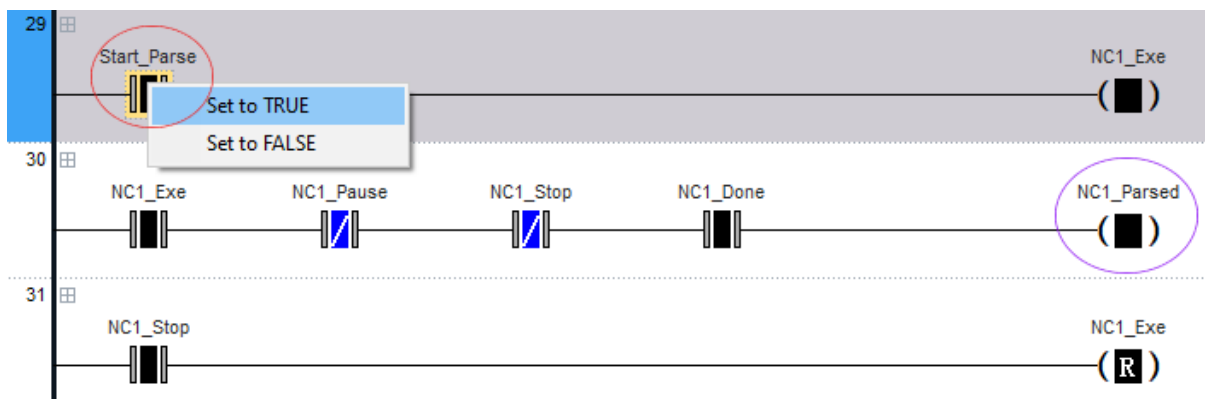 29
Start_Parse NC1_Exe
Set to TRUE
Set to FALSE
30
NC1_Exe NC1_Pause NC1_Stop NC1_Done NC1_Parsed
31
NC1_Stop NC1_Exe
R